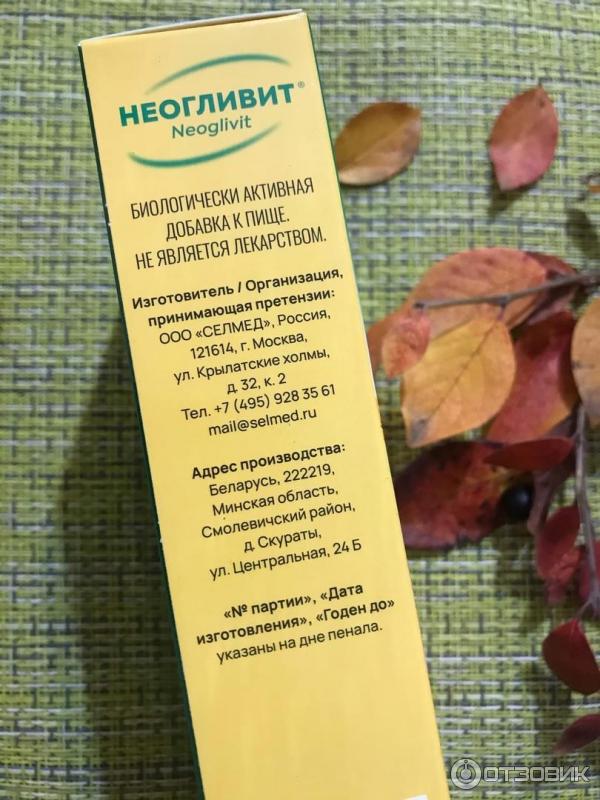 НЕОГЛИВИТ®
Neoglivit
БИОЛОГИЧЕСКИ АКТИВНАЯ
ДОБАВКА К ПИЩЕ.
НЕ ЯВЛЯЕТСЯ ЛЕКАРСТВОМ.
Изготовитель / Организация,
принимающая претензии:
ООО «СЕЛМЕД», Россия,
121614, г. Москва,
ул. Крылатские холмы,
д. 32, к. 2
Тел. +7 (495) 928 35 61
mail@selmed.ru
Адрес производства:
Беларусь, 222219,
Минская область,
Смолевичский район,
д. Скураты,
ул. Центральная, 24 Б
«№ партии», «Дата
изготовления», «Годен до»
указаны на дне пенала.
ОТЗОВИК